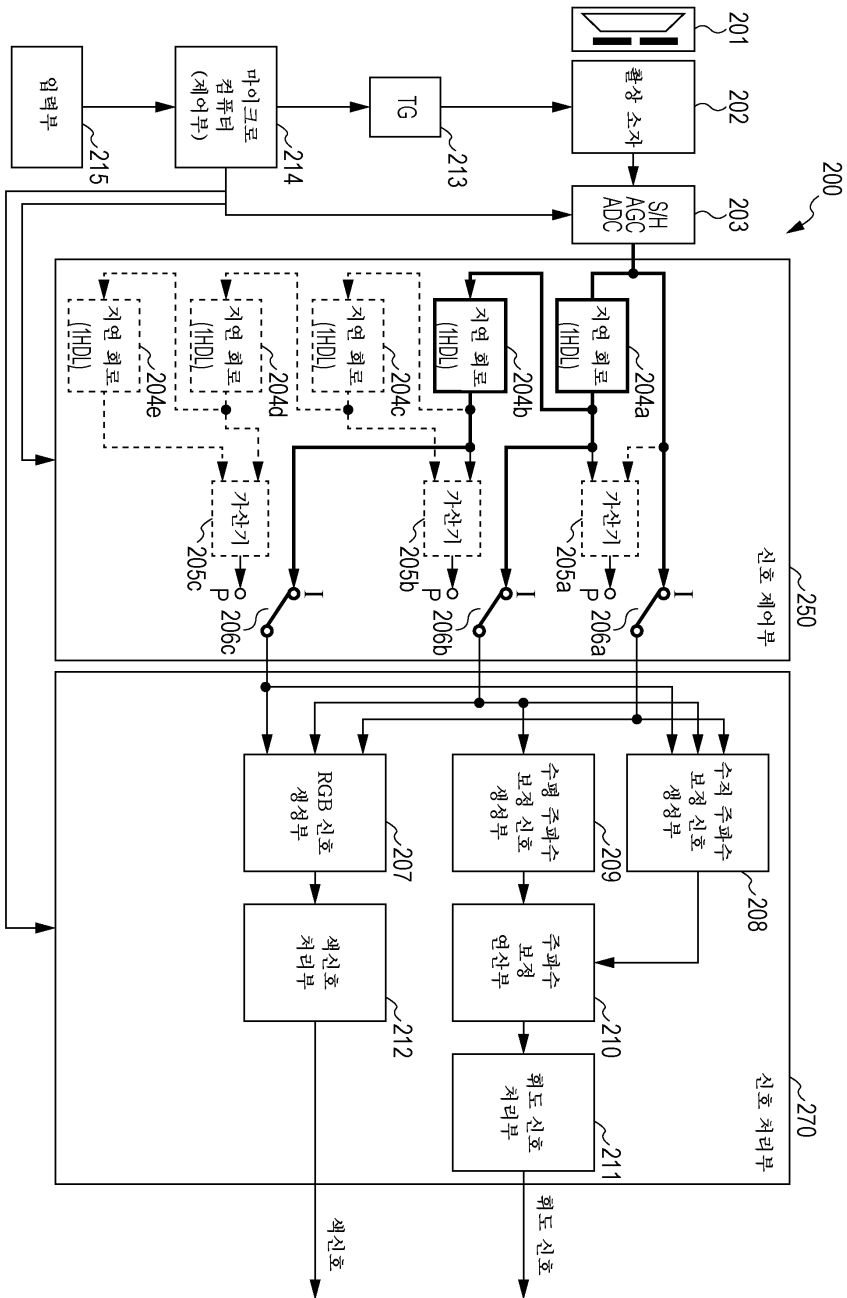 200
201
202
촬상 소자
203
S/H
AGC
ADC
TG
213
마이크로
컴퓨터
(제어부)
214
입력부
215
250
신호 제어부
지연 회로
(1HDL)
204a
지연 회로
(1HDL)
204b
지연 회로
(1HDL)
204c
지연 회로
(1HDL)
204d
지연 회로
(1HDL)
204e
가산기
205a
가산기
205b
가산기
205c
I
P
206a
I
P
206b
I
P
206c
270
신호 처리부
수직 주파수
보정 신호
생성부
208
수평 주파수
보정 신호
생성부
209
RGB 신호
생성부
207
주파수
보정
연산부
210
색신호
처리부
212
휘도 신호
처리부
211
휘도 신호
색신호